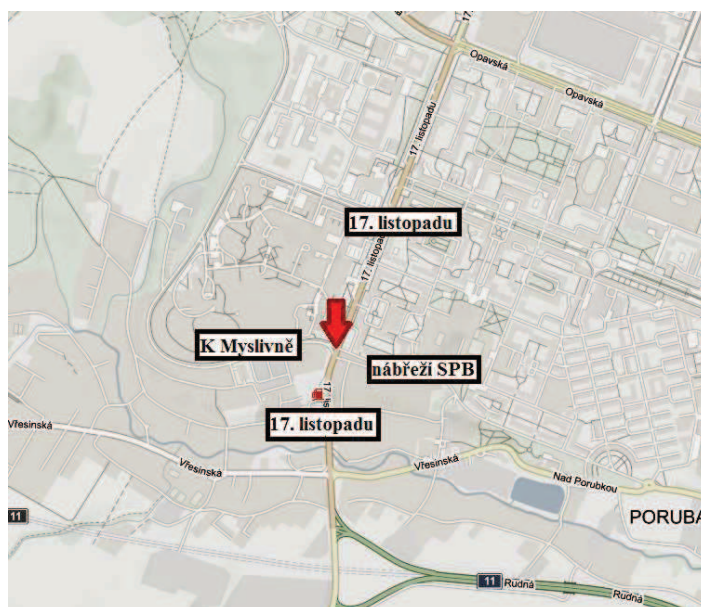 17.
Opavská
Opavská
17. listopadu
17. listopadu
17. listopadu
K Myslivně
nábřeží SPB
17. lis
17. listopadu
Vřesinská
Vřesinská
Vřesinská
Nad Porubkou
PORUBA
11
11
Rudná
Rudná